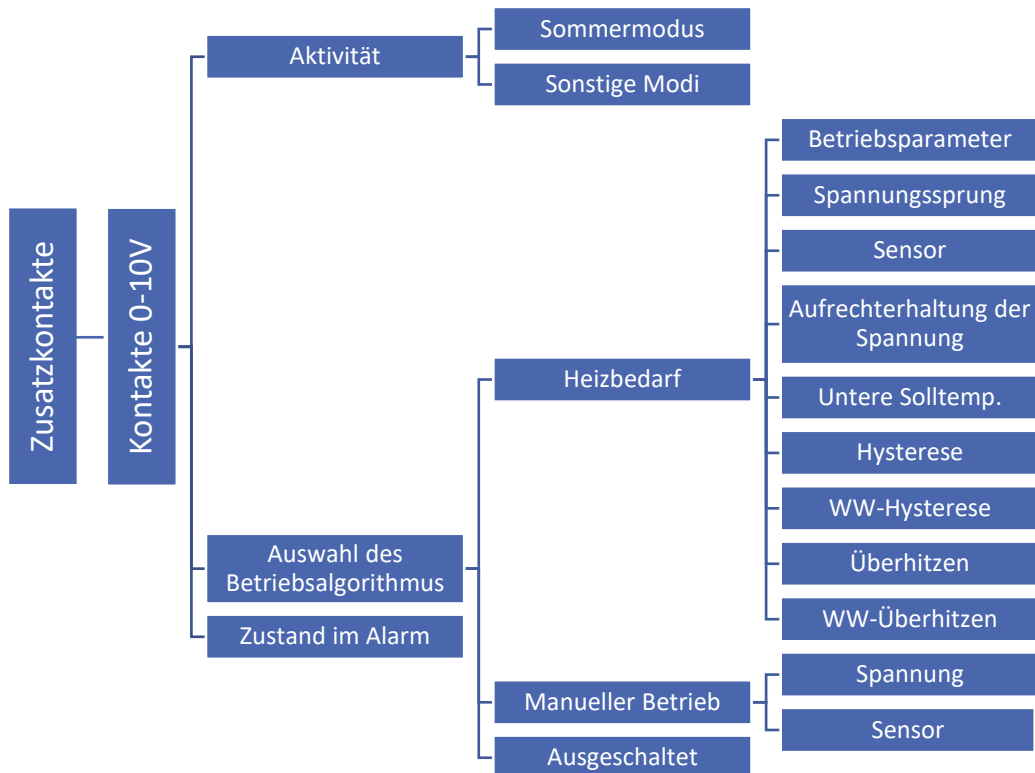 Zusatzkontakte
Kontakte 0-10V
Aktivität
Sommermodus
Sonstige Modi
Auswahl des
Betriebsalgorithmus
Heizbedarf
Betriebsparameter
Spannungssprung
Sensor
Aufrechterhaltung der
Spannung
Untere Solltemp.
Hysterese
WW-Hysterese
Überhitzen
WW-Überhitzen
Manueller Betrieb
Spannung
Sensor
Ausgeschaltet
Zustand im Alarm